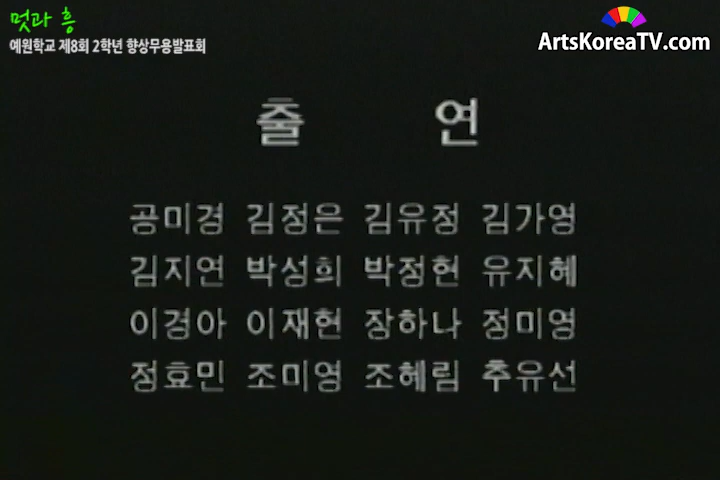 멋과 흥
예원학교 제8회 2학년 향상무용발표회
ArtsKoreaTV.com
출 연
공미경 김정은 김유정 김가영
김지연 박성희 박정현 유지혜
이경아 이재현 장하나 정미영
정효민 조미영 조혜림 추유선